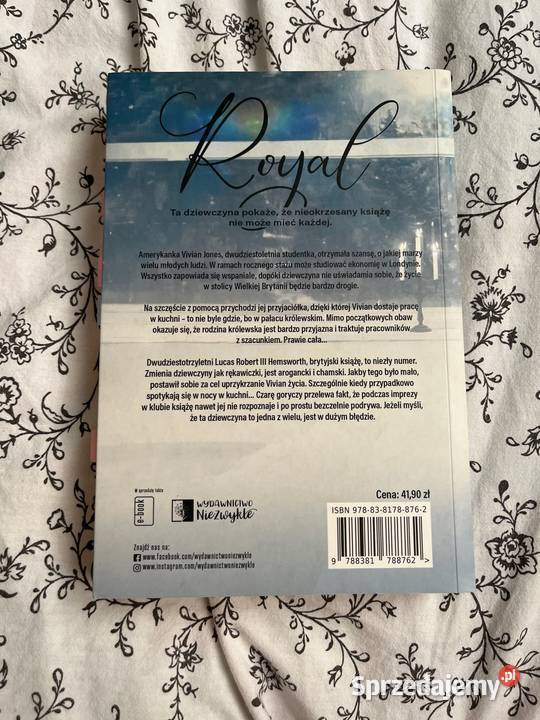 Royal
Ta dziewczyna pokaże, że nieokrzesany książę
nie może mieć każdej.
Amerykanka Vivian Jones, dwudziestoletnia studentka, otrzymała szansę, o jakiej marzy
wielu młodych ludzi. W ramach rocznego stażu może studiować ekonomię w Londynie.
Wszystko zapowiada się wspaniale, dopóki dziewczyna nie uświadamia sobie, że życie
w stolicy Wielkiej Brytanii będzie bardzo drogie.
Na szczęście z pomocą przychodzi jej przyjaciółka, dzięki której Vivian dostaje pracę
w kuchni – to nie byle gdzie, bo w pałacu królewskim. Mimo początkowych obaw
okazuje się, że rodzina królewska jest bardzo przyjazna i traktuje pracowników
z szacunkiem. Prawie cała...
Dwudziestotrzyletni Lucas Robert III Hemsworth, brytyjski książę, to niezły numer.
Zmienia dziewczyny jak rękawiczki, jest arogancki i chamski. Jakby tego było mało,
postawił sobie za cel uprzykrzanie Vivian życia. Szczególnie kiedy przypadkowo
spotykają się w nocy w kuchni... Czarę goryczy przelewa fakt, że podczas imprezy
w klubie książę nawet jej nie rozpoznaje i po prostu bezczelnie podrywa. Jeżeli myśli,
że ta dziewczyna to jedna z wielu, jest w dużym błędzie.
W sprzedaży także
e-book
WYDAWNICTWO
NIEZWYKŁE
Cena: 41,90 zł
ISBN 978-83-8178-876-2
9 788381 788762 >
Znajdź nas na:
www.facebook.com/wydawnictwoniezwykle
www.instagram.com/wydawnictwoniezwykle
Sprzedajemy.pl